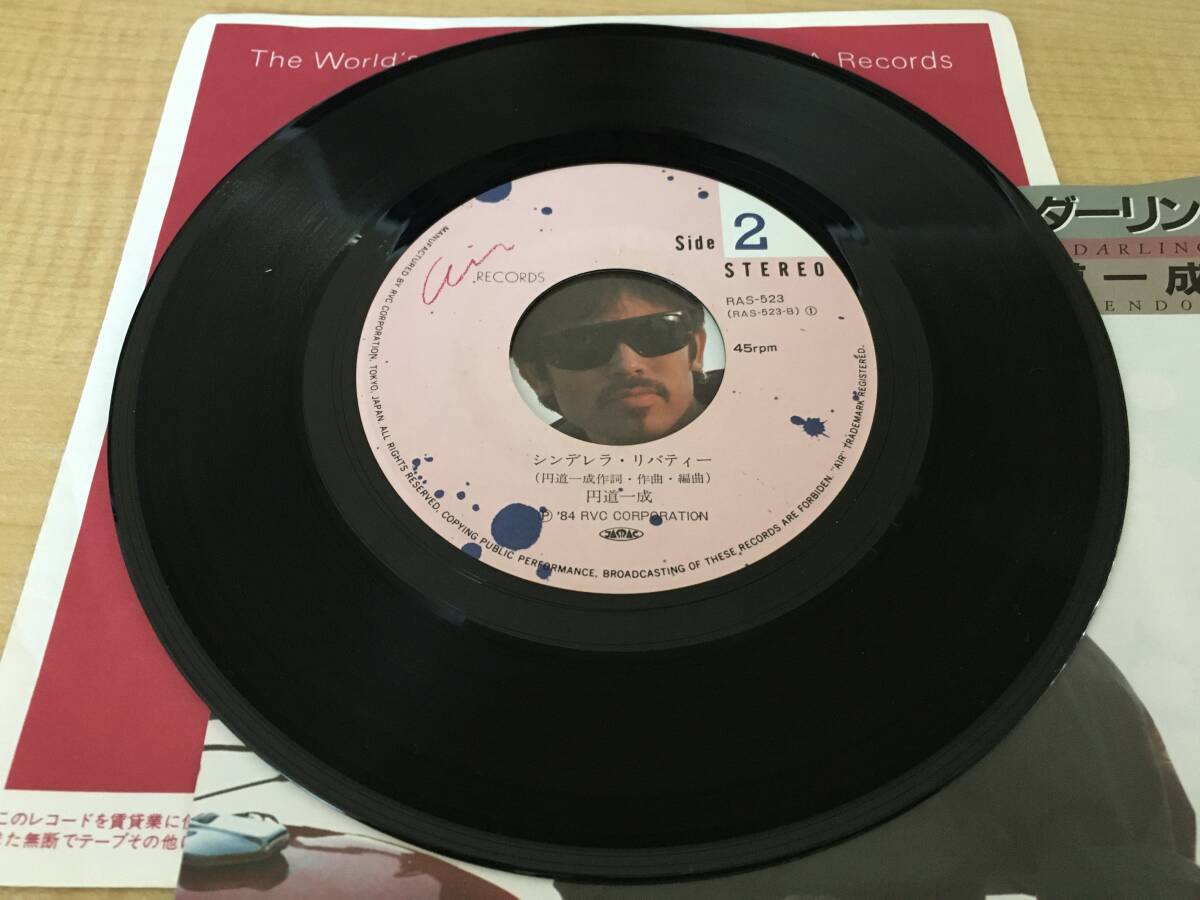 The World's
Records
ダーリン
DARLING
一成
ENDO
Air
RECORDS
Side 2
STEREO
RAS-523
(RAS-523-B) ①
45rpm
シンデレラ・リバティー
(円道一成作詞・作曲・編曲)
円道一成
Ⓟ '84 RVC CORPORATION
JASRAC
MANUFACTURED BY RVC CORPORATION, TOKYO, JAPAN. ALL RIGHTS RESERVED, COPYING PUBLIC PERFORMANCE, BROADCASTING OF THESE RECORDS ARE FORBIDDEN. "AIR" TRADEMARK REGISTERED.
このレコードを賃貸業に
た無断でテープその他